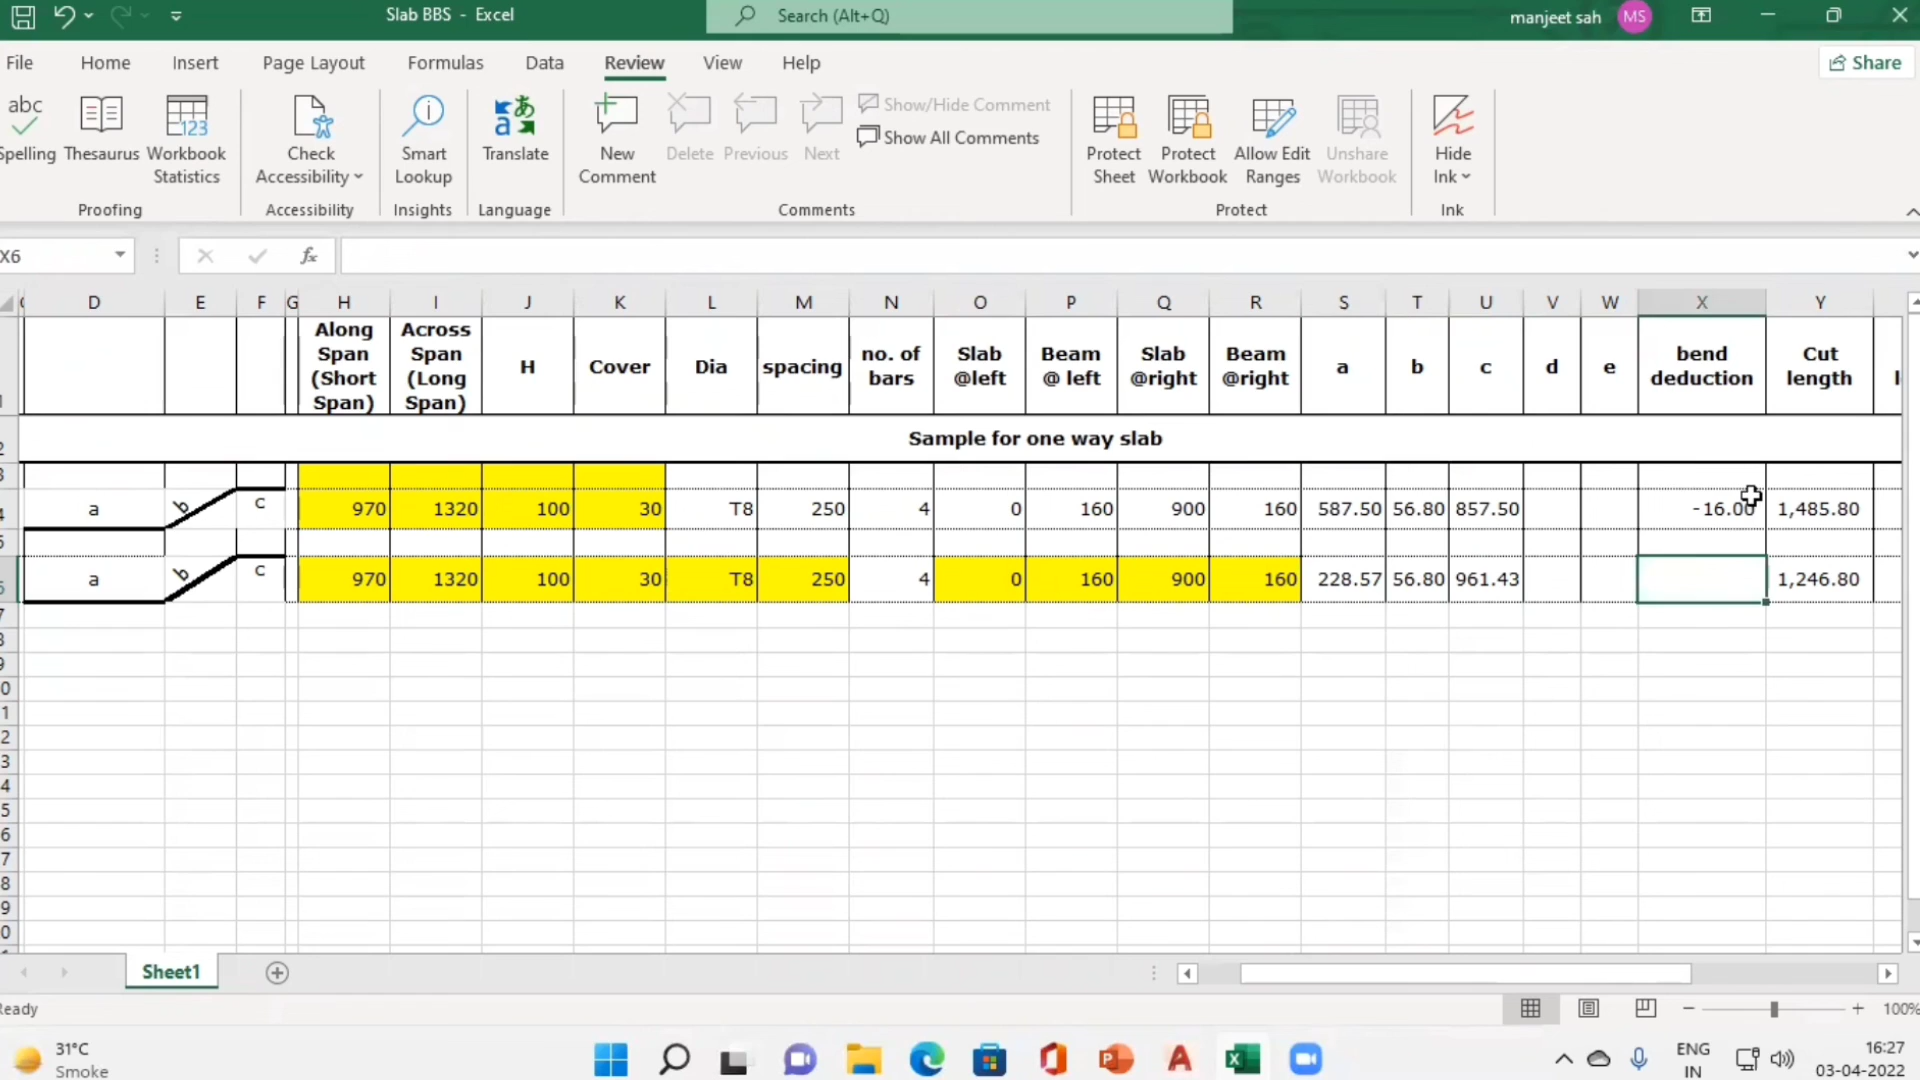 Slab BBS - Excel
Search (Alt+Q)
manjeet sah
MS
File Home Insert Page Layout Formulas Data Review View Help
Share
abc
Spelling
Thesaurus
123
Workbook
Statistics
Proofing
Check
Accessibility
Accessibility
Smart
Lookup
Insights
Translate
Language
New
Comment
Delete
Previous
Next
Show/Hide Comment
Show All Comments
Comments
Protect
Sheet
Protect
Workbook
Allow Edit
Ranges
Unshare
Workbook
Protect
Hide
Ink
Ink
X6
fx
D E F G H I J K L M N O P Q R S T U V W X Y
Along
Span
(Short
Span)
Across
Span
(Long
Span)
H
Cover
Dia
spacing
no. of
bars
Slab
@left
Beam
@ left
Slab
@right
Beam
@right
a b c d e
bend
deduction
Cut
length
Sample for one way slab
a b c 970 1320 100 30 T8 250 4 0 160 900 160 587.50 56.80 857.50 -16.00 1,485.80
a b c 970 1320 100 30 T8 250 4 0 160 900 160 228.57 56.80 961.43 1,246.80
Sheet1
Ready
100%
31°C
Smoke
ENG
IN
16:27
03-04-2022